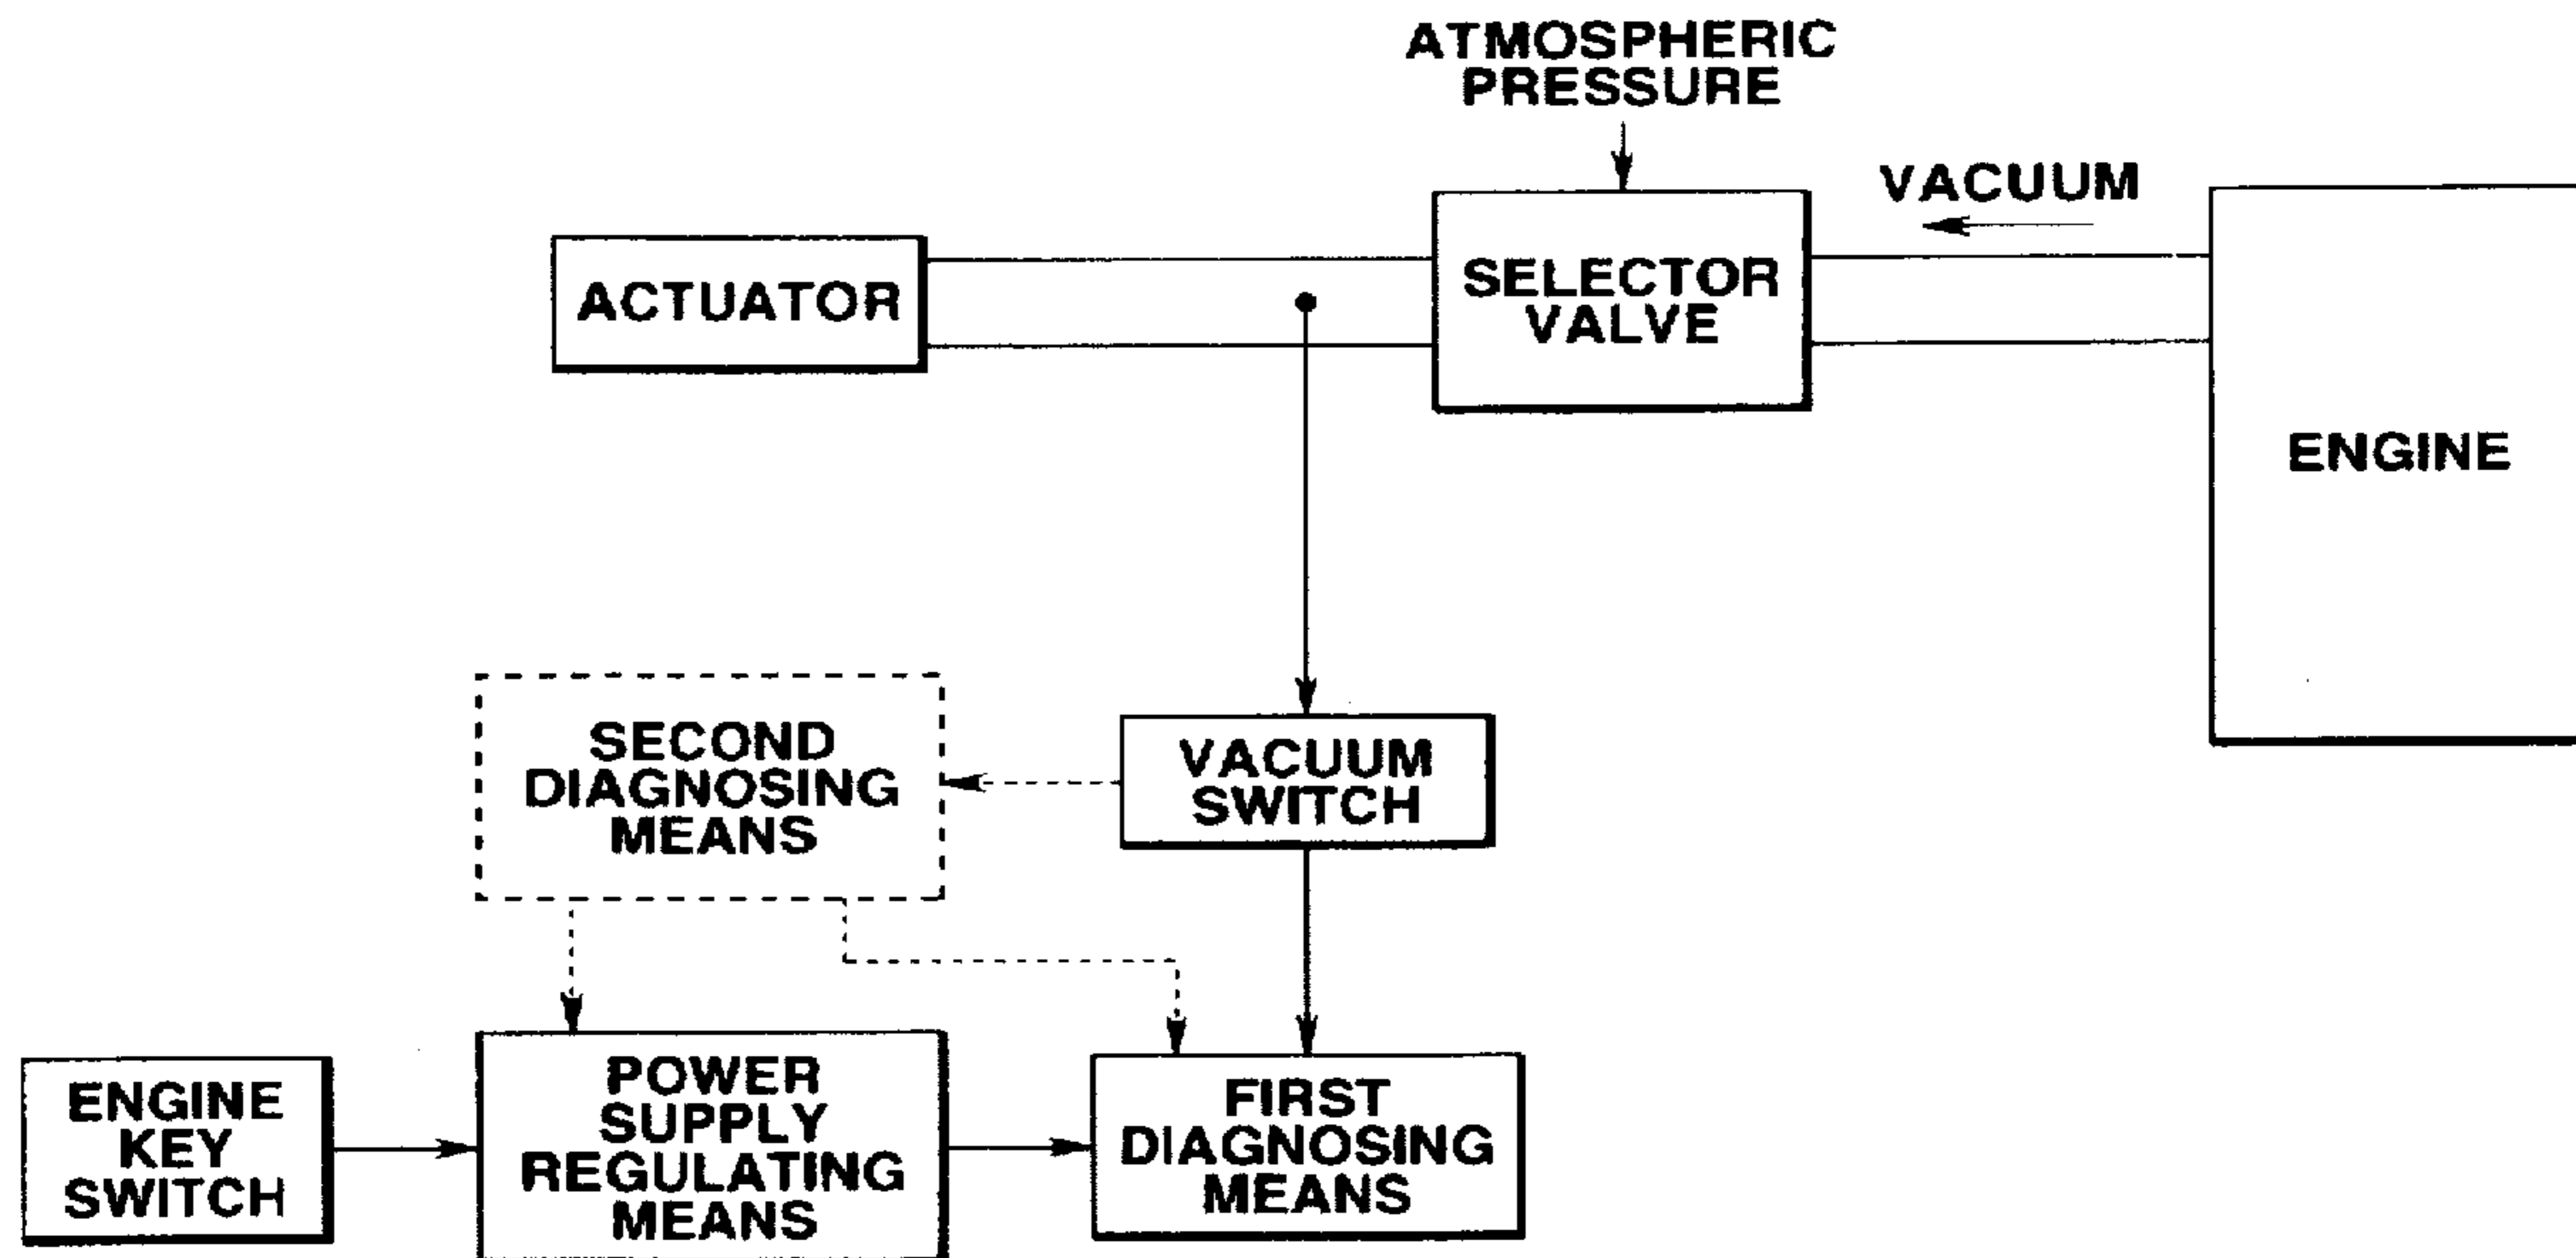 ATMOSPHERIC
PRESSURE
VACUUM
ACTUATOR
SELECTOR
VALVE
ENGINE
SECOND
DIAGNOSING
MEANS
VACUUM
SWITCH
ENGINE
KEY
SWITCH
POWER
SUPPLY
REGULATING
MEANS
FIRST
DIAGNOSING
MEANS